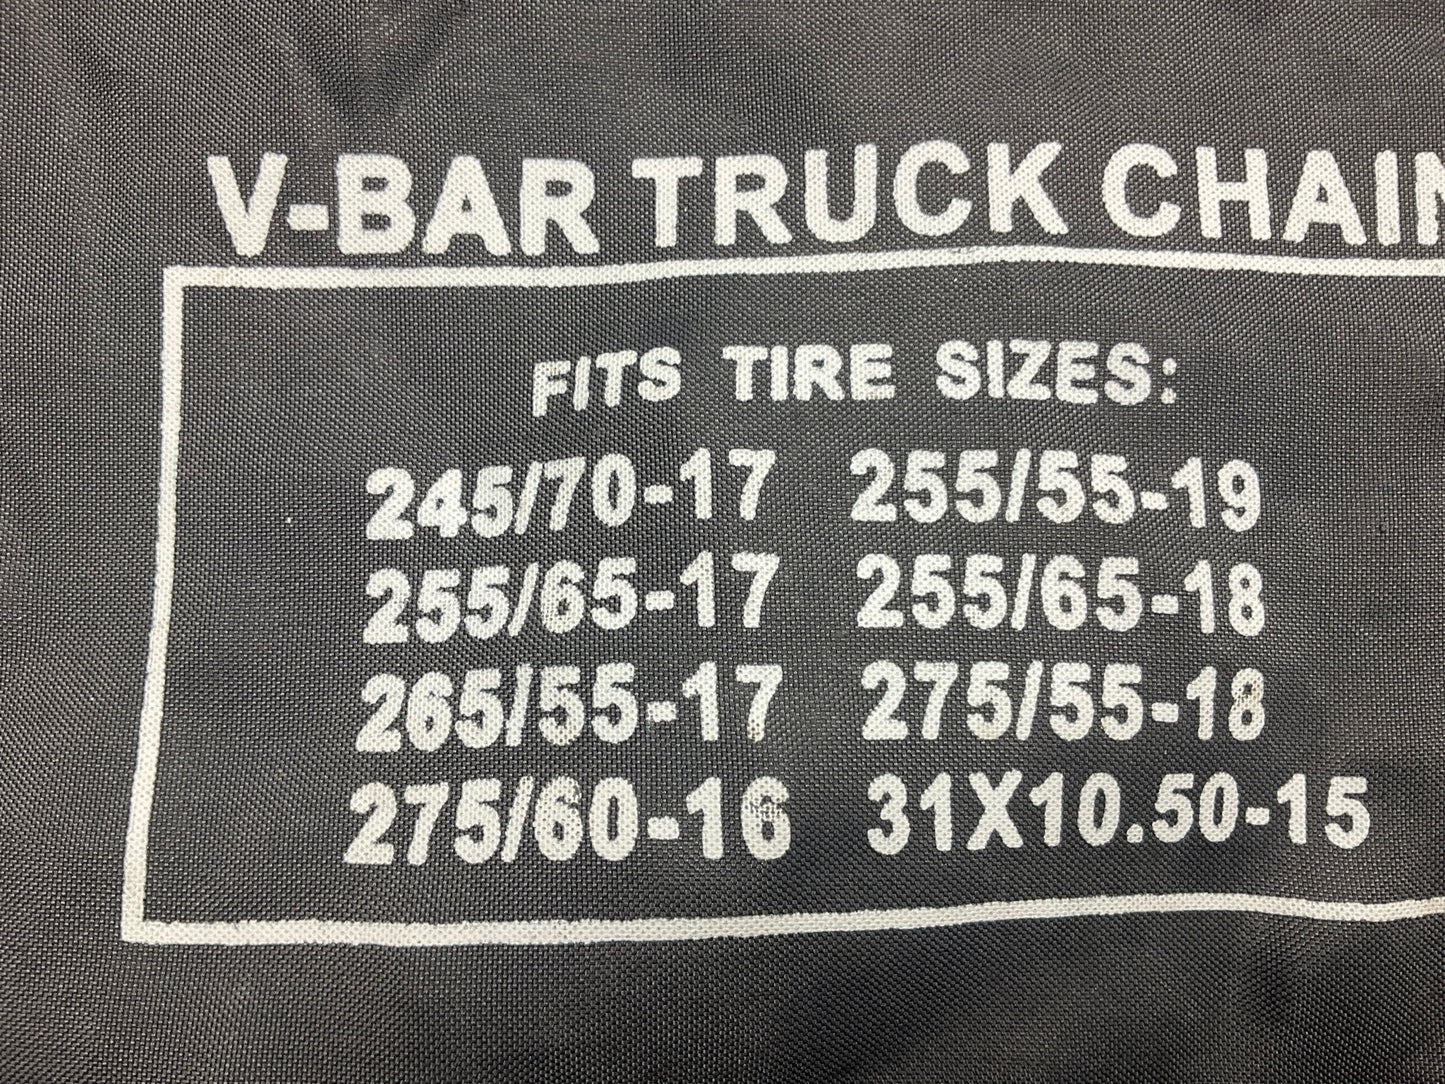 V-BAR TRUCK CHAIN
FITS TIRE SIZES:
245/70-17 255/55-19
255/65-17 255/65-18
265/55-17 275/55-18
275/60-16 31X10.50-15